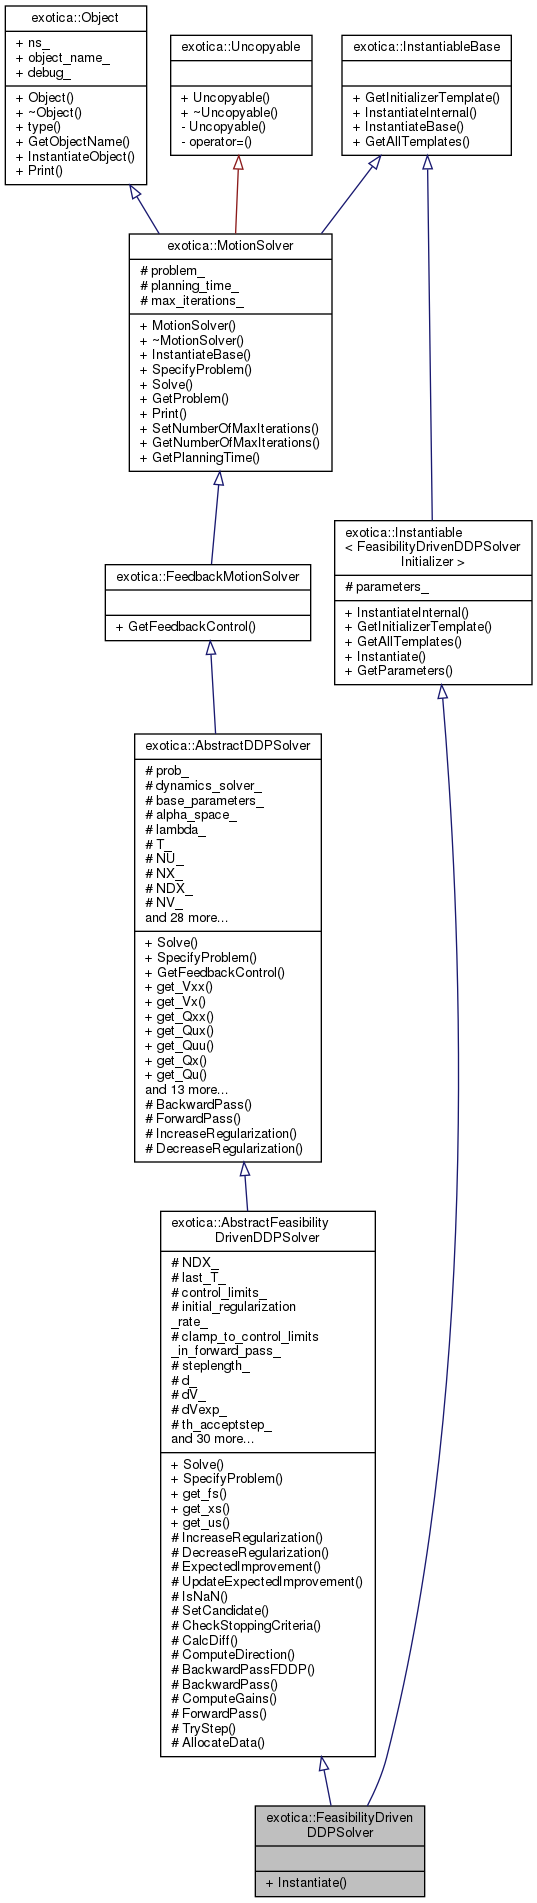 exotica::Object
+ ns_
+ object_name_
+ debug_
+ Object()
+ ~Object()
+ type()
+ GetObjectName()
+ InstantiateObject()
+ Print()
exotica::Uncopyable
+ Uncopyable()
+ ~Uncopyable()
- Uncopyable()
- operator=()
exotica::InstantiableBase
+ GetInitializerTemplate()
+ InstantiateInternal()
+ InstantiateBase()
+ GetAllTemplates()
exotica::MotionSolver
# problem_
# planning_time_
# max_iterations_
+ MotionSolver()
+ ~MotionSolver()
+ InstantiateBase()
+ SpecifyProblem()
+ Solve()
+ GetProblem()
+ Print()
+ SetNumberOfMaxIterations()
+ GetNumberOfMaxIterations()
+ GetPlanningTime()
exotica::Instantiable
< FeasibilityDrivenDDPSolver
Initializer >
# parameters_
+ InstantiateInternal()
+ GetInitializerTemplate()
+ GetAllTemplates()
+ Instantiate()
+ GetParameters()
exotica::FeedbackMotionSolver
+ GetFeedbackControl()
exotica::AbstractDDPSolver
# prob_
# dynamics_solver_
# base_parameters_
# alpha_space_
# lambda_
# T_
# NU_
# NX_
# NDX_
# NV_
and 28 more...
+ Solve()
+ SpecifyProblem()
+ GetFeedbackControl()
+ get_Vxx()
+ get_Vx()
+ get_Qxx()
+ get_Qux()
+ get_Quu()
+ get_Qx()
+ get_Qu()
and 13 more...
# BackwardPass()
# ForwardPass()
# IncreaseRegularization()
# DecreaseRegularization()
exotica::AbstractFeasibility
DrivenDDPSolver
# NDX_
# last_T_
# control_limits_
# initial_regularization
_rate_
# clamp_to_control_limits
_in_forward_pass_
# steplength_
# d_
# dV_
# dVexp_
# th_acceptstep_
and 30 more...
+ Solve()
+ SpecifyProblem()
+ get_fs()
+ get_xs()
+ get_us()
# IncreaseRegularization()
# DecreaseRegularization()
# ExpectedImprovement()
# UpdateExpectedImprovement()
# IsNaN()
# SetCandidate()
# CheckStoppingCriteria()
# CalcDiff()
# ComputeDirection()
# BackwardPassFDDP()
# BackwardPass()
# ComputeGains()
# ForwardPass()
# TryStep()
# AllocateData()
exotica::FeasibilityDriven
DDPSolver
+ Instantiate()